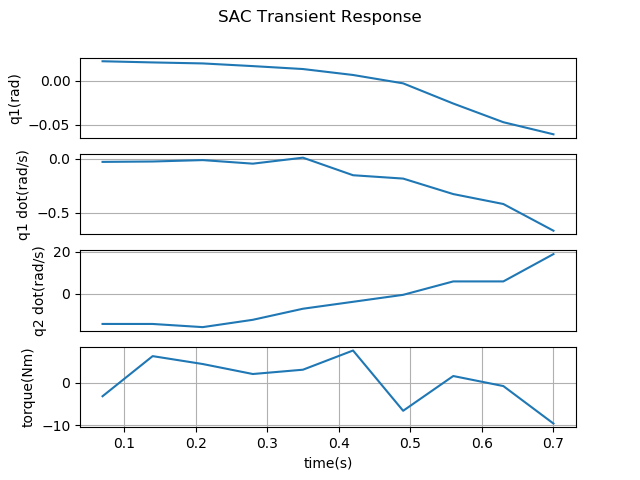 SAC Transient Response
0.00
−0.05
q1(rad)
0.0
−0.5
q1 dot(rad/s)
20
0
q2 dot(rad/s)
0
−10
torque(Nm)
0.1 0.2 0.3 0.4 0.5 0.6 0.7
time(s)